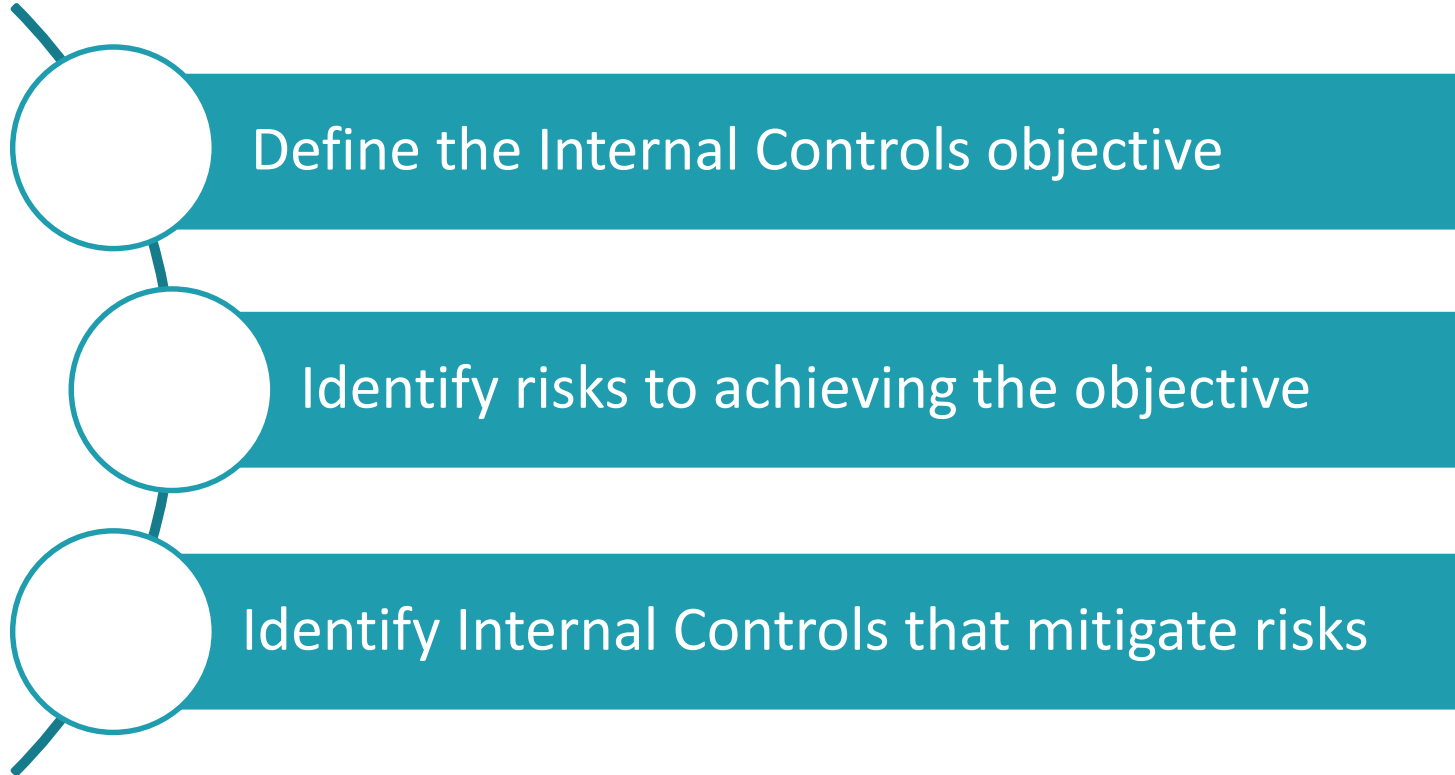 Define the Internal Controls objective
Identify risks to achieving the objective
Identify Internal Controls that mitigate risks